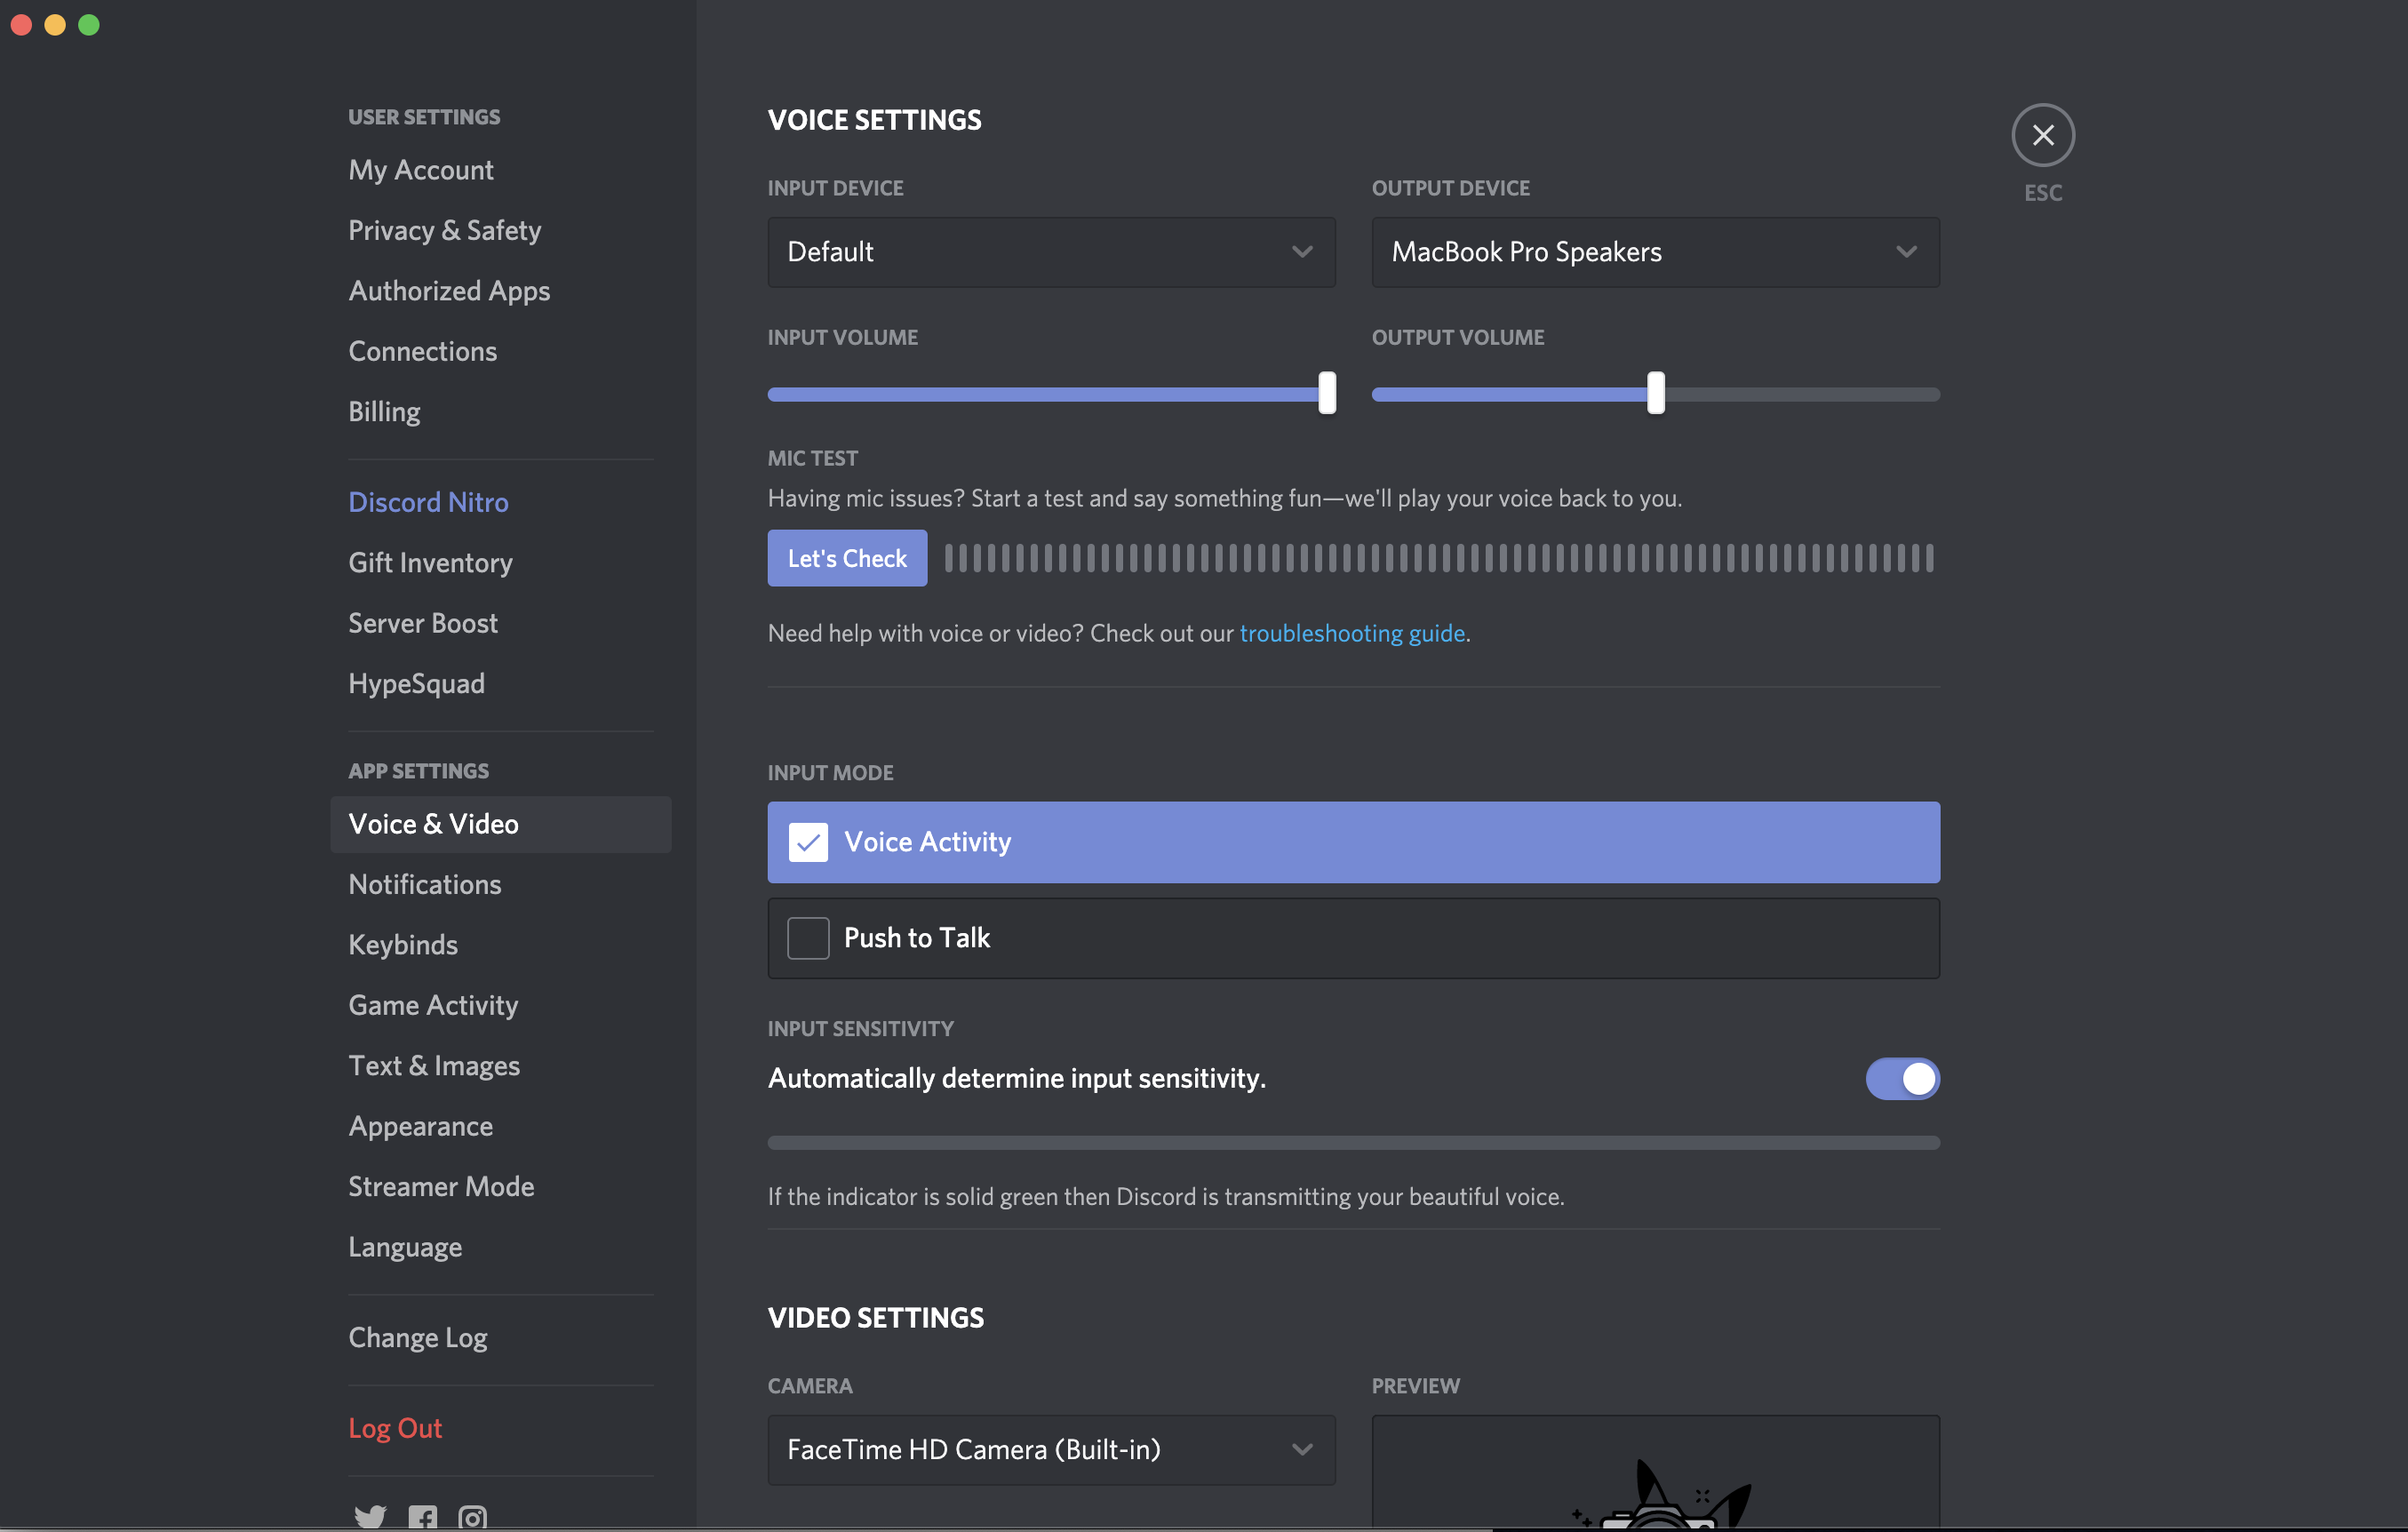 USER SETTINGS
My Account
Privacy & Safety
Authorized Apps
Connections
Billing
Discord Nitro
Gift Inventory
Server Boost
HypeSquad
APP SETTINGS
Voice & Video
Notifications
Keybinds
Game Activity
Text & Images
Appearance
Streamer Mode
Language
Change Log
Log Out
VOICE SETTINGS
INPUT DEVICE
Default
OUTPUT DEVICE
MacBook Pro Speakers
INPUT VOLUME
OUTPUT VOLUME
MIC TEST
Having mic issues? Start a test and say something fun—we'll play your voice back to you.
Let's Check
Need help with voice or video? Check out our troubleshooting guide.
INPUT MODE
Voice Activity
Push to Talk
INPUT SENSITIVITY
Automatically determine input sensitivity.
If the indicator is solid green then Discord is transmitting your beautiful voice.
VIDEO SETTINGS
CAMERA
FaceTime HD Camera (Built-in)
PREVIEW
ESC